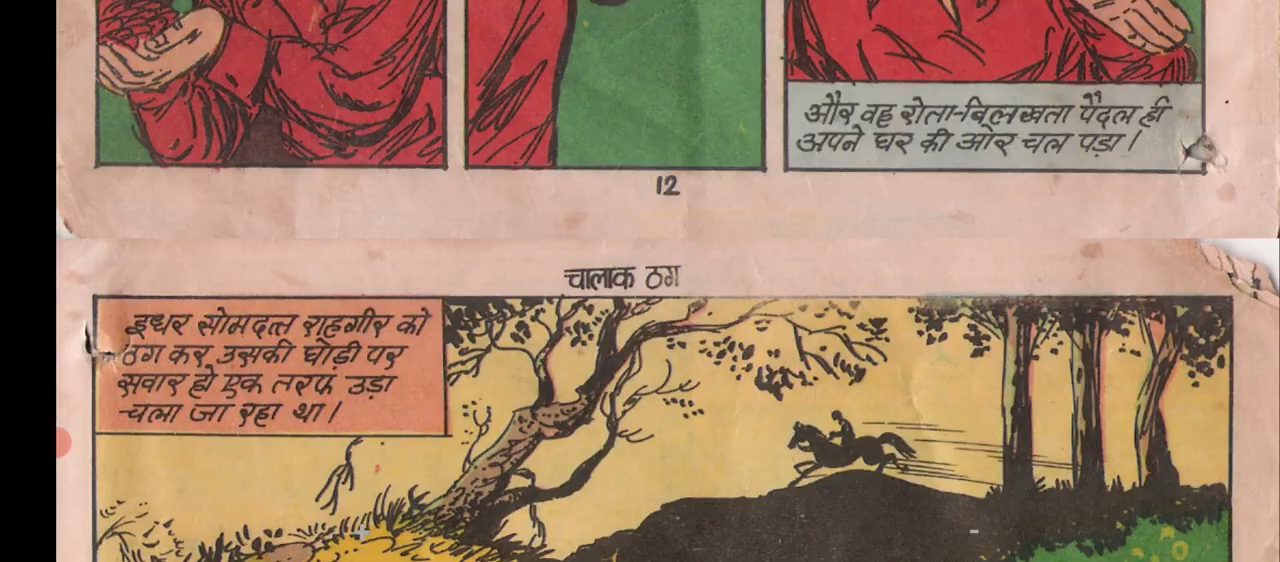 और वह रोता-बिलखता पैदल ही
अपने घर की ओर चल पड़ा।
12
चालाक ठग
इधर सोमदत्त राहगीर को
ठग कर उसकी घोड़ी पर
सवार हो एक तरफ उड़ा
चला जा रहा था।